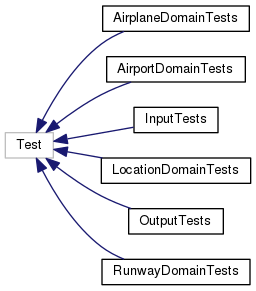 AirplaneDomainTests
AirportDomainTests
InputTests
Test
LocationDomainTests
OutputTests
RunwayDomainTests